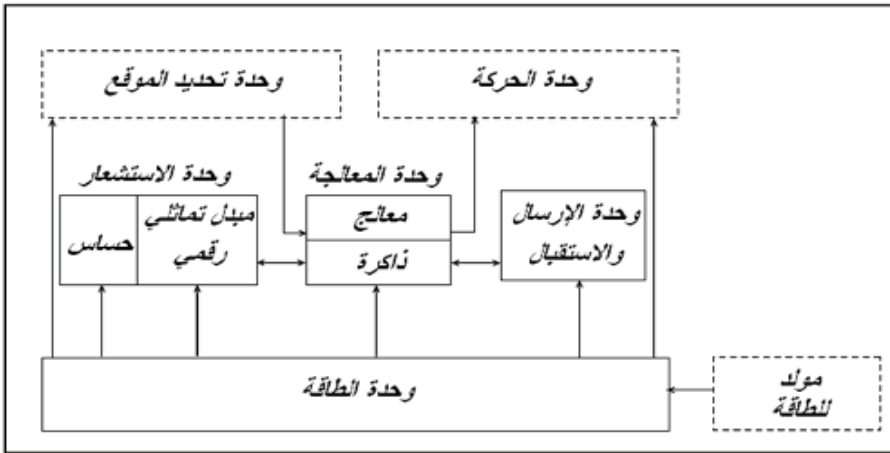 وحدة تحديد الموقع
وحدة الحركة
وحدة الاستشعار
وحدة المعالجة
حساس
مبدل تماثلي
رقمي
معالج
ذاكرة
وحدة الإرسال
والاستقبال
وحدة الطاقة
مولد
للطاقة